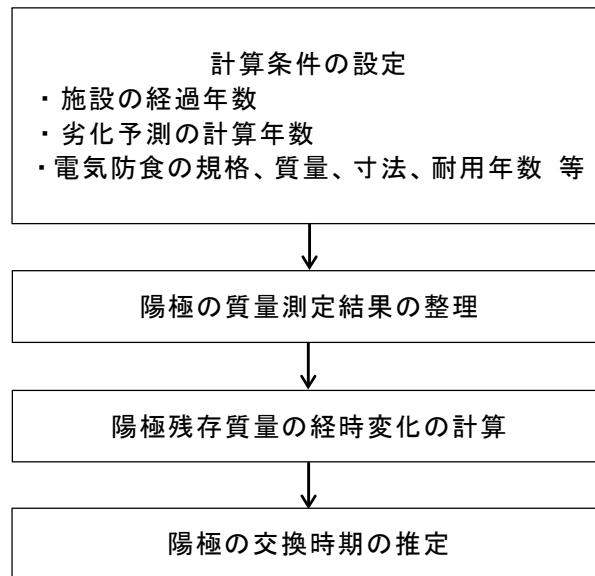 計算条件の設定
・施設の経過年数
・劣化予測の計算年数
・電気防食の規格、質量、寸法、耐用年数 等
陽極の質量測定結果の整理
陽極残存質量の経時変化の計算
陽極の交換時期の推定